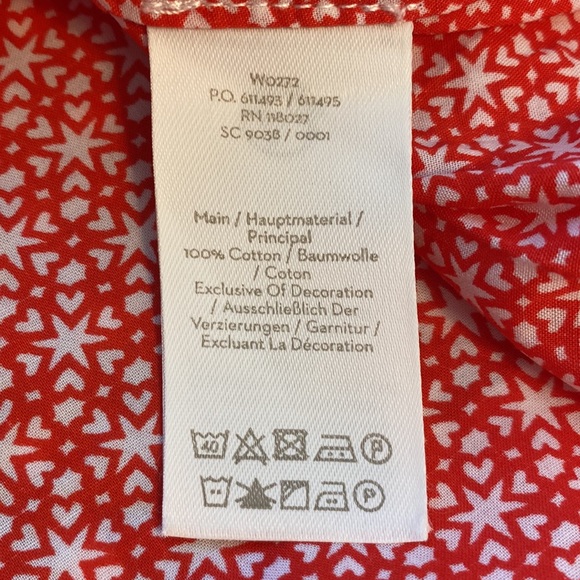 W0272
P.O. 611493 / 611495
RN 118027
SC 9038 / 0001
Main / Hauptmaterial /
Principal
100% Cotton / Baumwolle
/ Coton
Exclusive Of Decoration
/ Ausschließlich Der
Verzierungen / Garnitur /
Excluant La Décoration
40 P
P